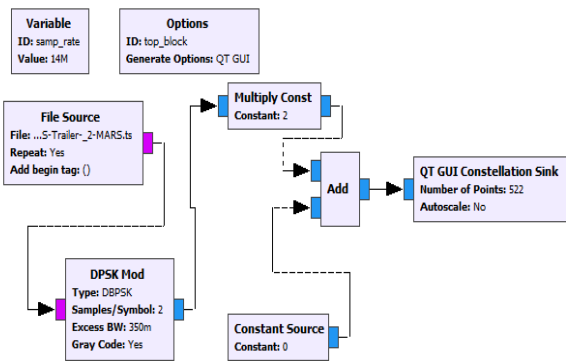 Variable
ID: samp_rate
Value: 14M
Options
ID: top_block
Generate Options: QT GUI
File Source
File: ...S-Trailer-_2-MARS.ts
Repeat: Yes
Add begin tag: ()
Multiply Const
Constant: 2
Add
QT GUI Constellation Sink
Number of Points: 522
Autoscale: No
DPSK Mod
Type: DBPSK
Samples/Symbol: 2
Excess BW: 350m
Gray Code: Yes
Constant Source
Constant: 0